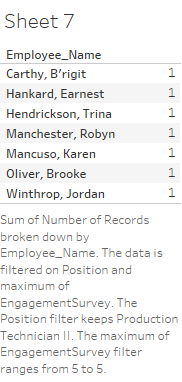 Sheet 7
Employee_Name
Carthy, B'rigit 1
Hankard, Earnest 1
Hendrickson, Trina 1
Manchester, Robyn 1
Mancuso, Karen 1
Oliver, Brooke 1
Winthrop, Jordan 1
Sum of Number of Records
broken down by
Employee_Name. The data is
filtered on Position and
maximum of
EngagementSurvey. The
Position filter keeps Production
Technician II. The maximum of
EngagementSurvey filter
ranges from 5 to 5.